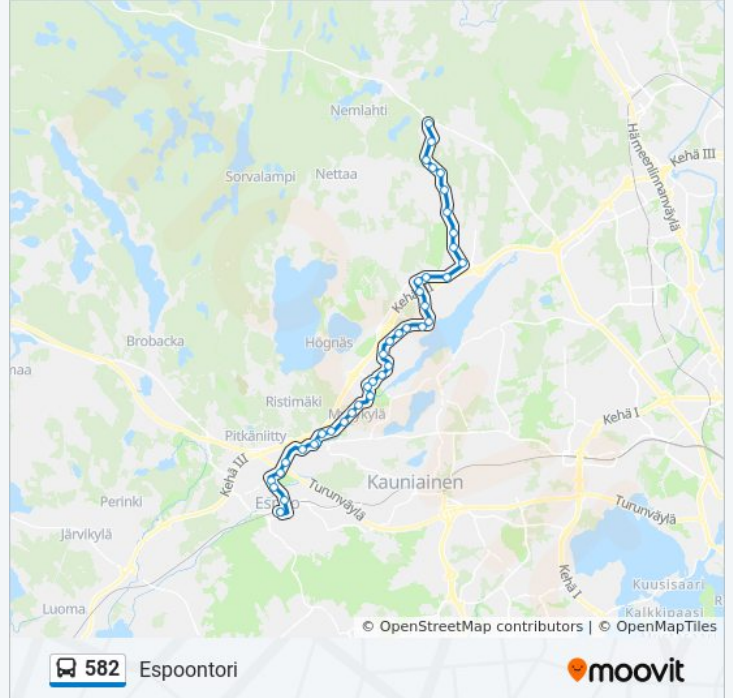 Nemlahti
Hämeenlinnanväylä
Kehä III
Sorvalampi
Nettaa
Kehä
Brobacka
Högnäs
maa
Ristimäki
Pitkäniitty
Kehä I
Kehä III
Kauniainen
Turunväylä
Perinki
Turunväylä
Järvikylä
Kehä I
Kuusisaari
Luoma
Kalkkipaasi
R
© OpenStreetMap contributors | © OpenMapTiles
582 Espoontori
moovit